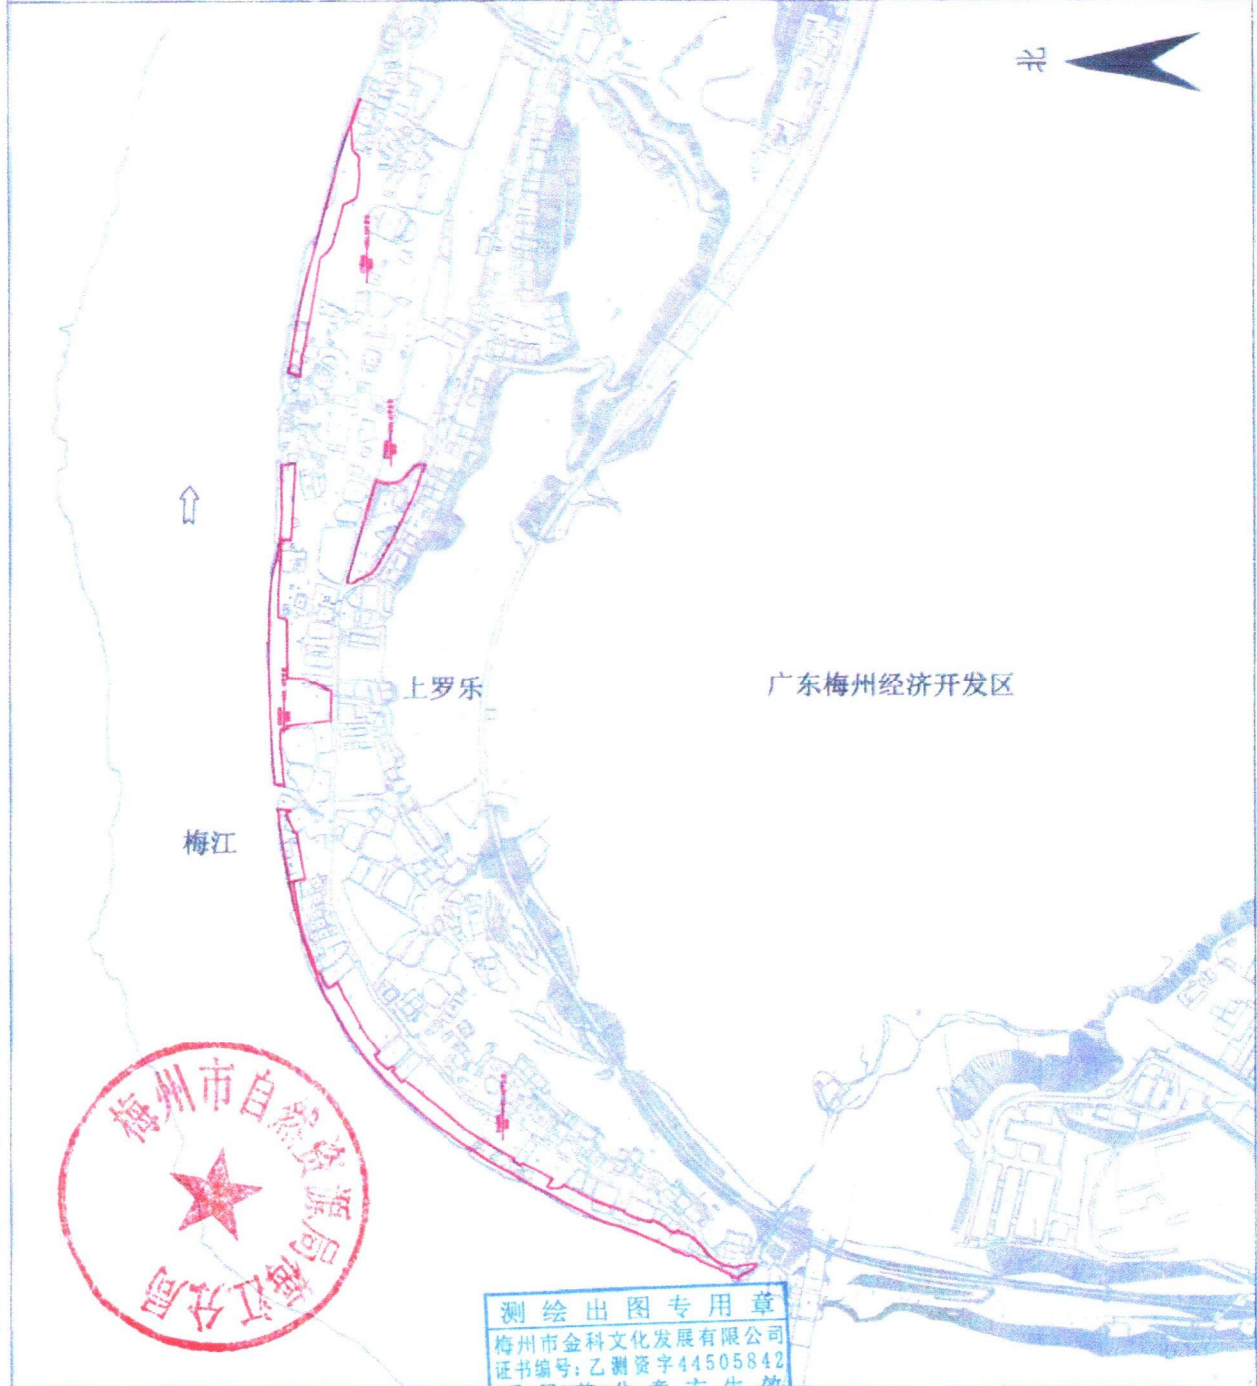 北
上罗乐
广东梅州经济开发区
梅江
梅州市自然资源局梅江分局
测绘出图专用章
梅州市金科文化发展有限公司
证书编号:乙测资字44505842